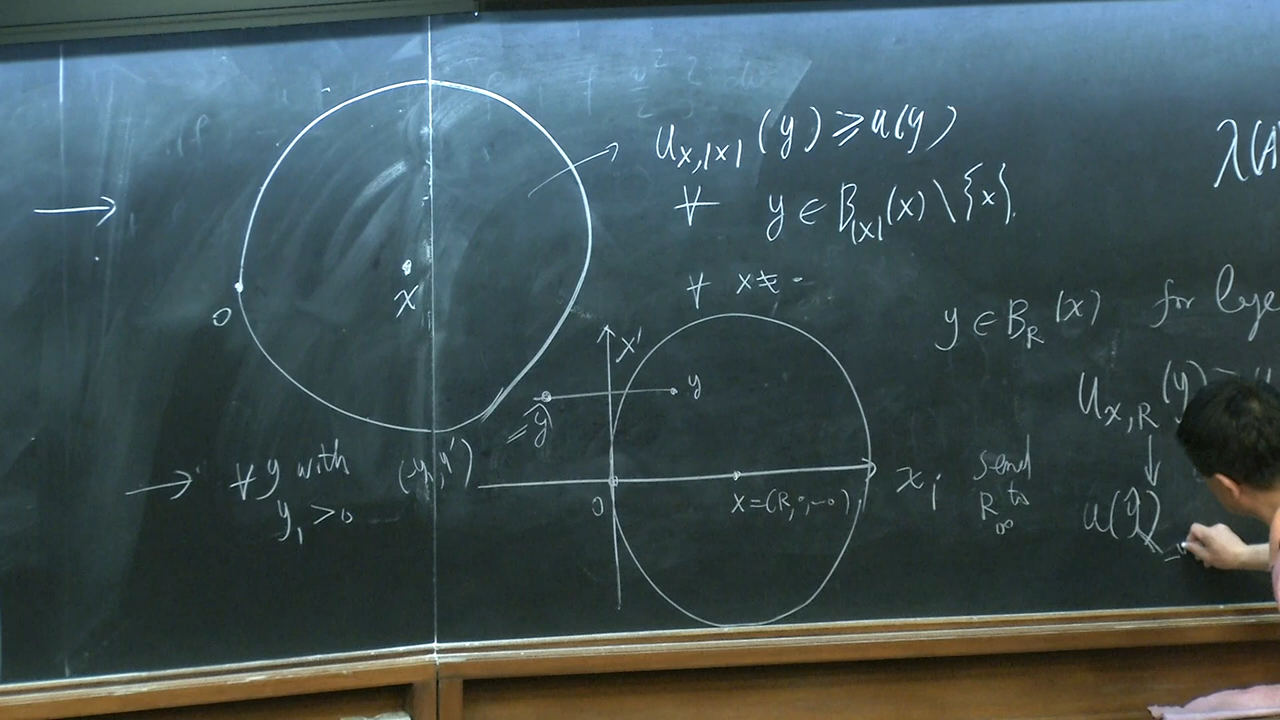 u_{x,|x|}(y) ⩾ u(y)
∀ y ∈ B_{|x|}(x) \ {x}.
∀ x ≠ -
0
x
λ(A
y ∈ B_R(x) for
x'
y
= ŷ
→ ∀ y with (-y_1, y')
y_1 > 0
0
x = (R, 0, -- 0)
x_1
send R to ∞
u_{x,R}(y) ≥
↓
u(ŷ)